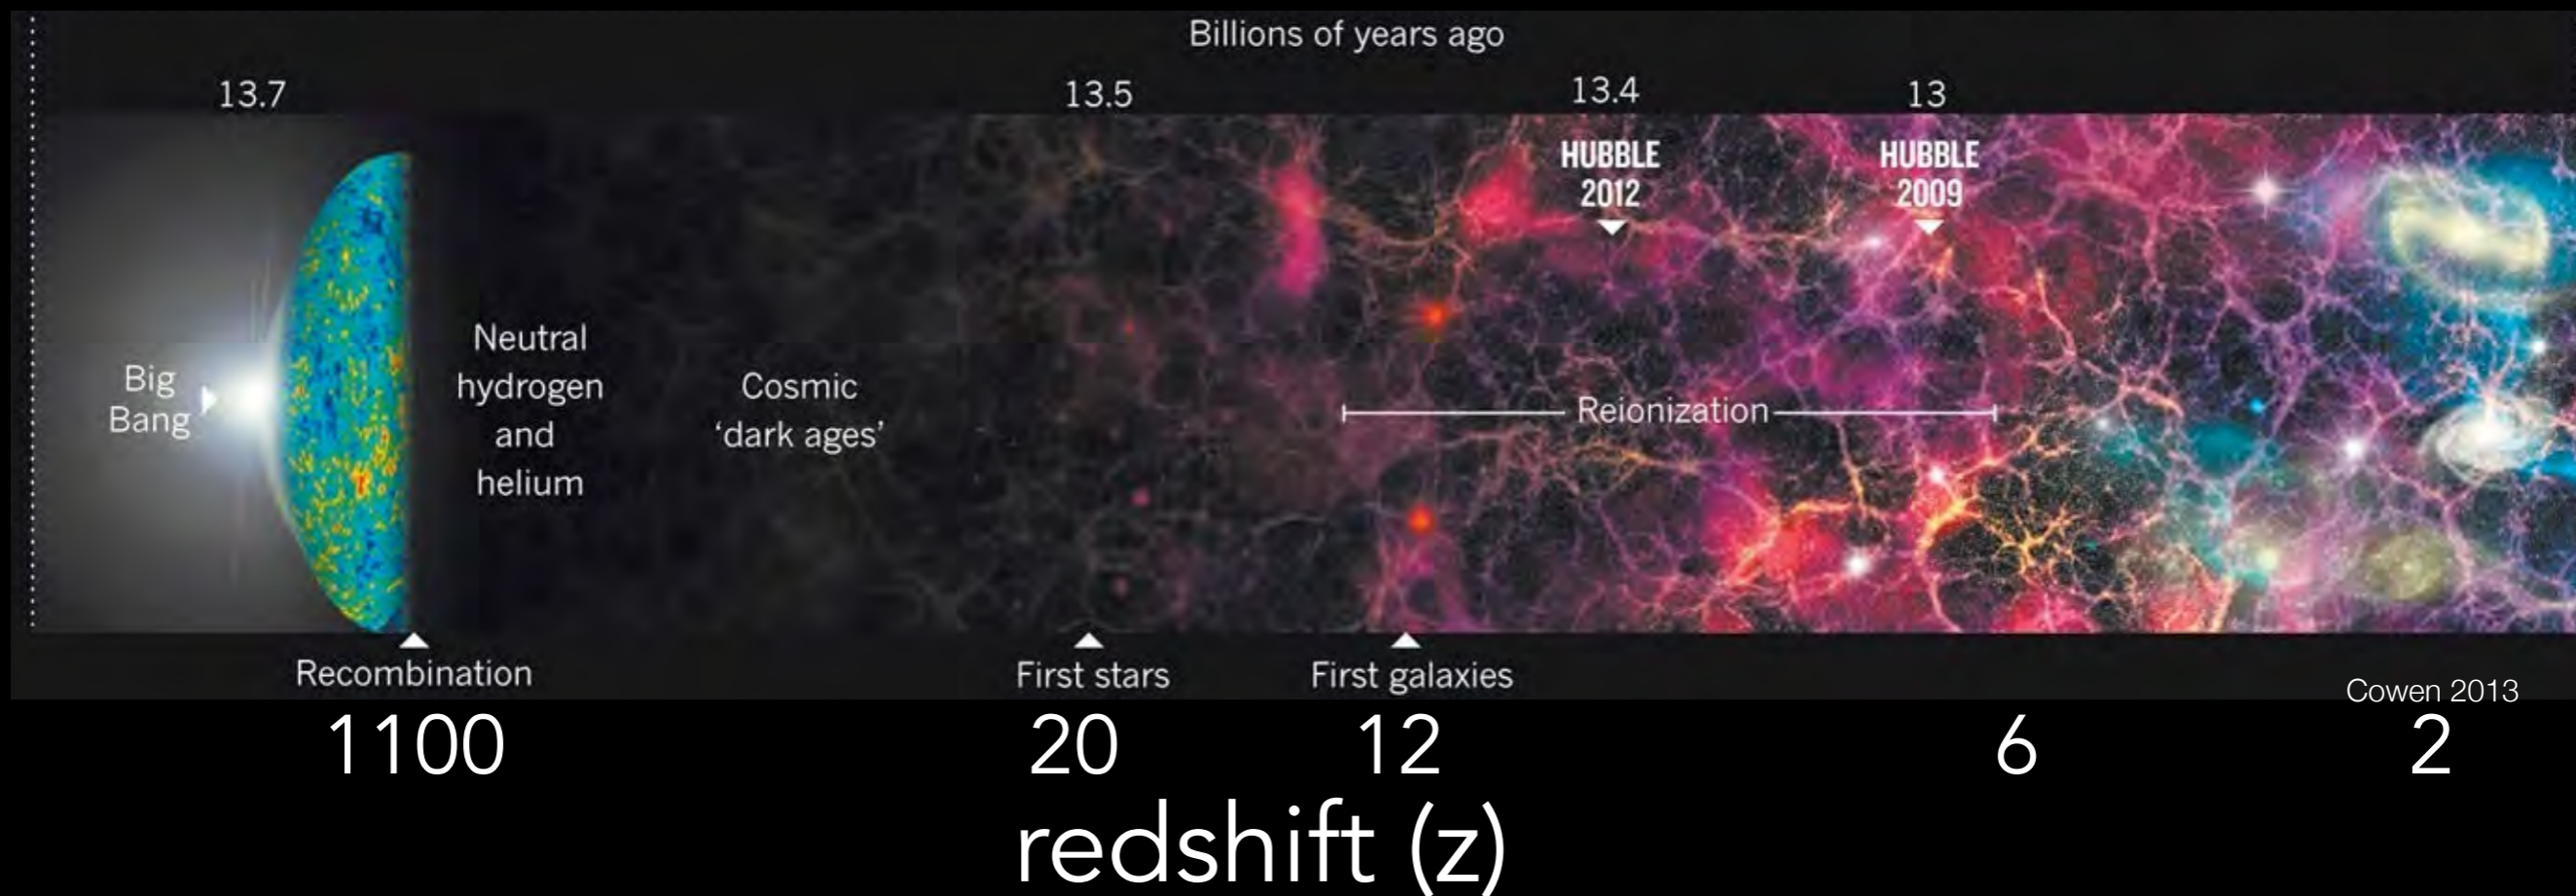 Billions of years ago
13.7
13.5
13.4
13
HUBBLE
2012
HUBBLE
2009
Big
Bang
Neutral
hydrogen
and
helium
Cosmic
‘dark ages’
Reionization
Recombination
First stars
First galaxies
Cowen 2013
1100
20
12
6
2
redshift (z)